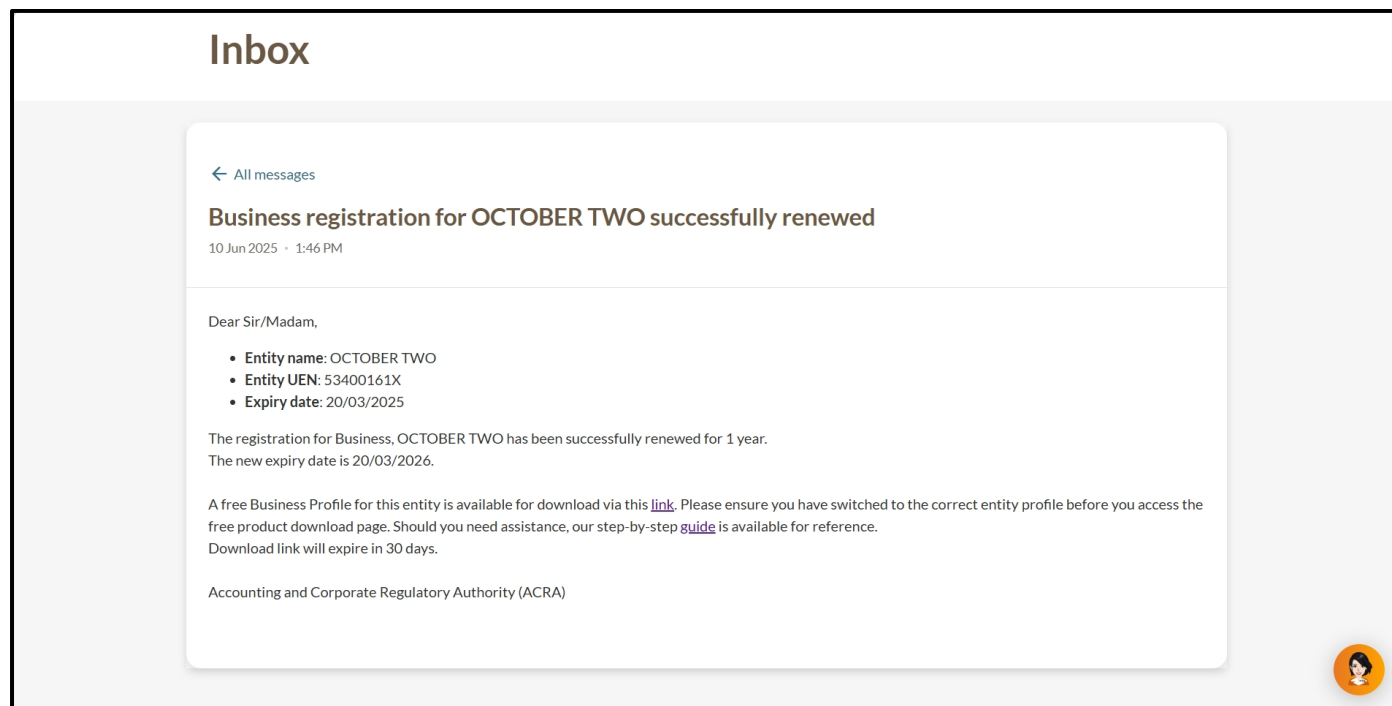 Inbox
All messages
Business registration for OCTOBER TWO successfully renewed
10 Jun 2025 • 1:46 PM
Dear Sir/Madam,
• Entity name: OCTOBER TWO
• Entity UEN: 53400161X
• Expiry date: 20/03/2025
The registration for Business, OCTOBER TWO has been successfully renewed for 1 year.
The new expiry date is 20/03/2026.
A free Business Profile for this entity is available for download via this link. Please ensure you have switched to the correct entity profile before you access the
free product download page. Should you need assistance, our step-by-step guide is available for reference.
Download link will expire in 30 days.
Accounting and Corporate Regulatory Authority (ACRA)